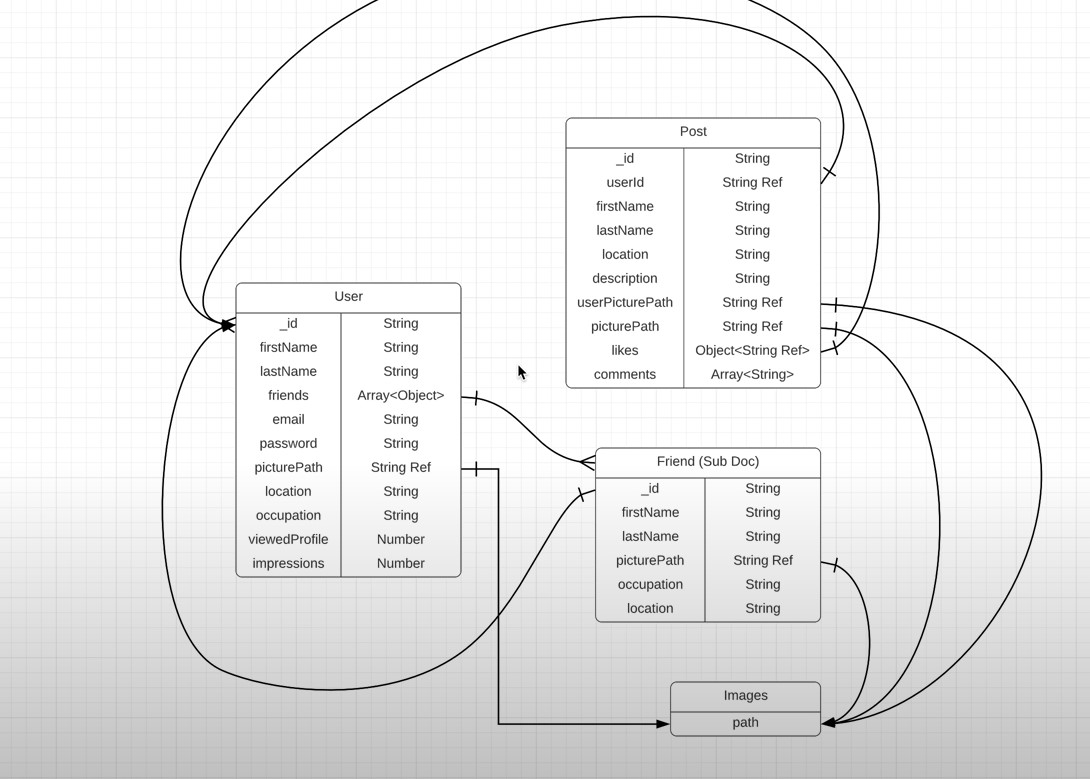 Post
_id String
userId String Ref
firstName String
lastName String
location String
description String
userPicturePath String Ref
picturePath String Ref
likes Object<String Ref>
comments Array<String>
User
_id String
firstName String
lastName String
friends Array<Object>
email String
password String
picturePath String Ref
location String
occupation String
viewedProfile Number
impressions Number
Friend (Sub Doc)
_id String
firstName String
lastName String
picturePath String Ref
occupation String
location String
Images
path